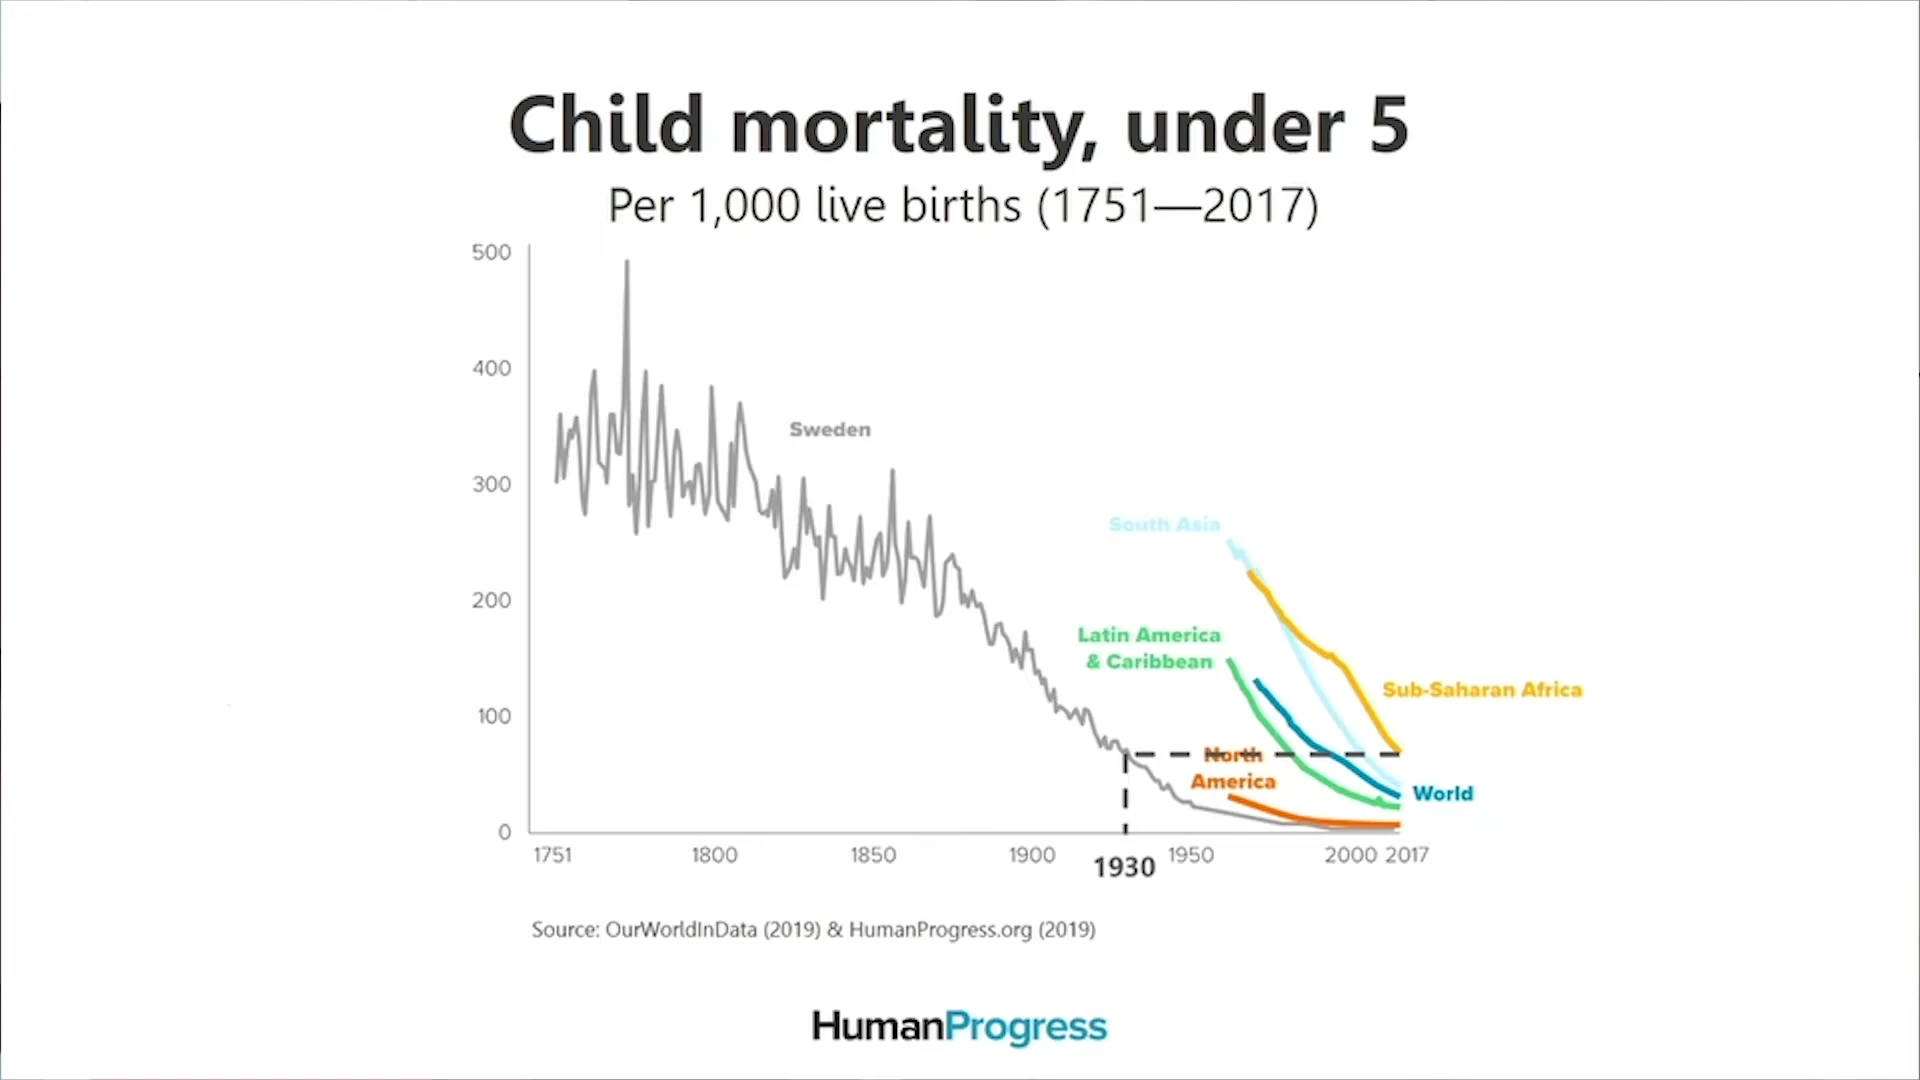 Child mortality, under 5
Per 1,000 live births (1751—2017)
500
400
300
200
100
0
Sweden
South Asia
Latin America
& Caribbean
Sub-Saharan Africa
North
America
World
1751
1800
1850
1900
1930
1950
2000
2017
Source: OurWorldInData (2019) & HumanProgress.org (2019)
HumanProgress